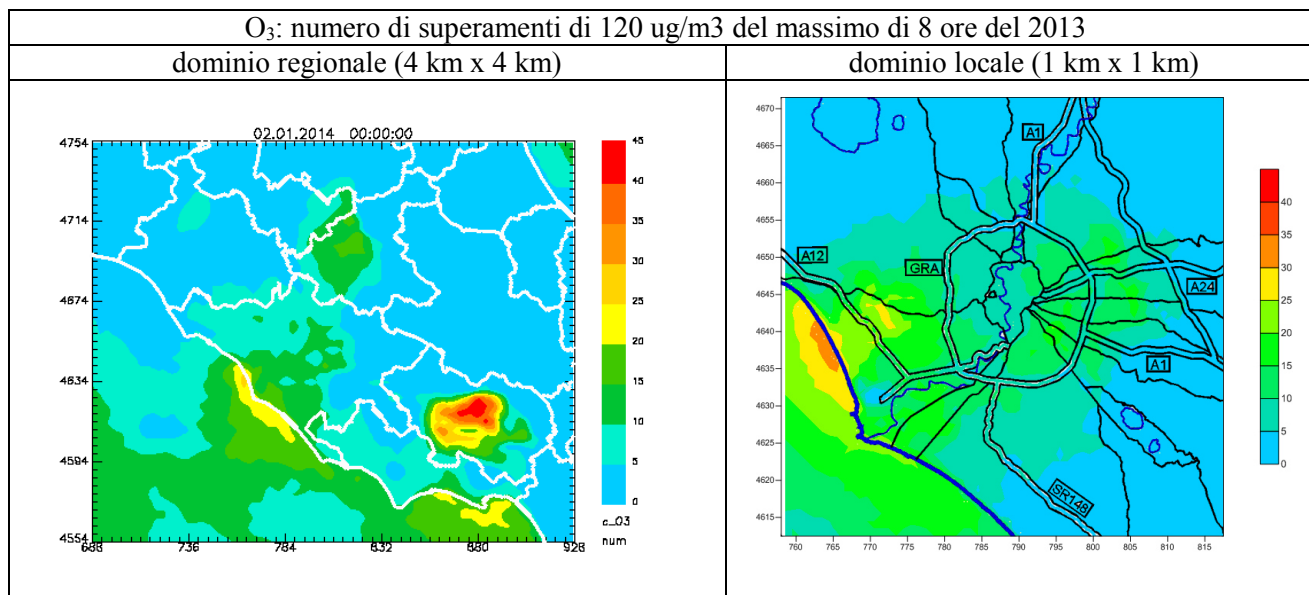 O₃: numero di superamenti di 120 ug/m3 del massimo di 8 ore del 2013
dominio regionale (4 km x 4 km)
dominio locale (1 km x 1 km)
02.01.2014 00:00:00
4754
4714
4674
4634
4594
4554
688 736 784 832 880 928
45
40
35
30
25
20
15
10
5
0
c_O3
num
4670
4665
4660
4655
4650
4645
4640
4635
4630
4625
4620
4615
760 765 770 775 780 785 790 795 800 805 810 815
A1
A12
GRA
A24
A1
SR148
40
35
30
25
20
15
10
5
0